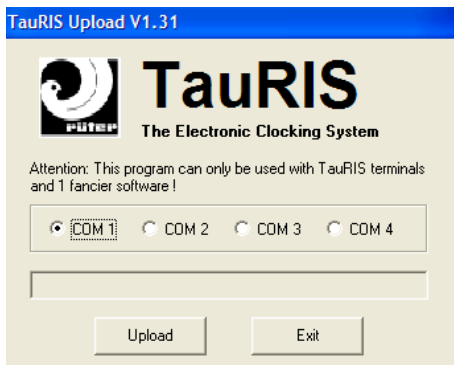 TauRIS Upload V1.31
rüter
TauRIS
The Electronic Clocking System
Attention: This program can only be used with TauRIS terminals
and 1 fancier software !
COM 1 COM 2 COM 3 COM 4
Upload Exit